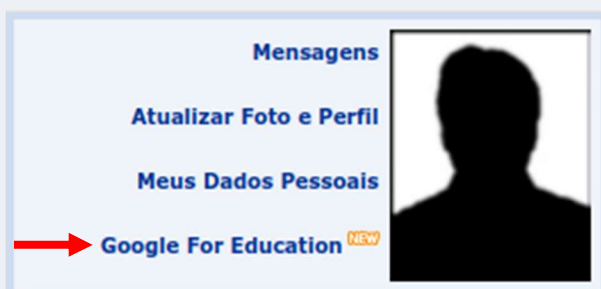 Mensagens
Atualizar Foto e Perfil
Meus Dados Pessoais
Google For Education NEW